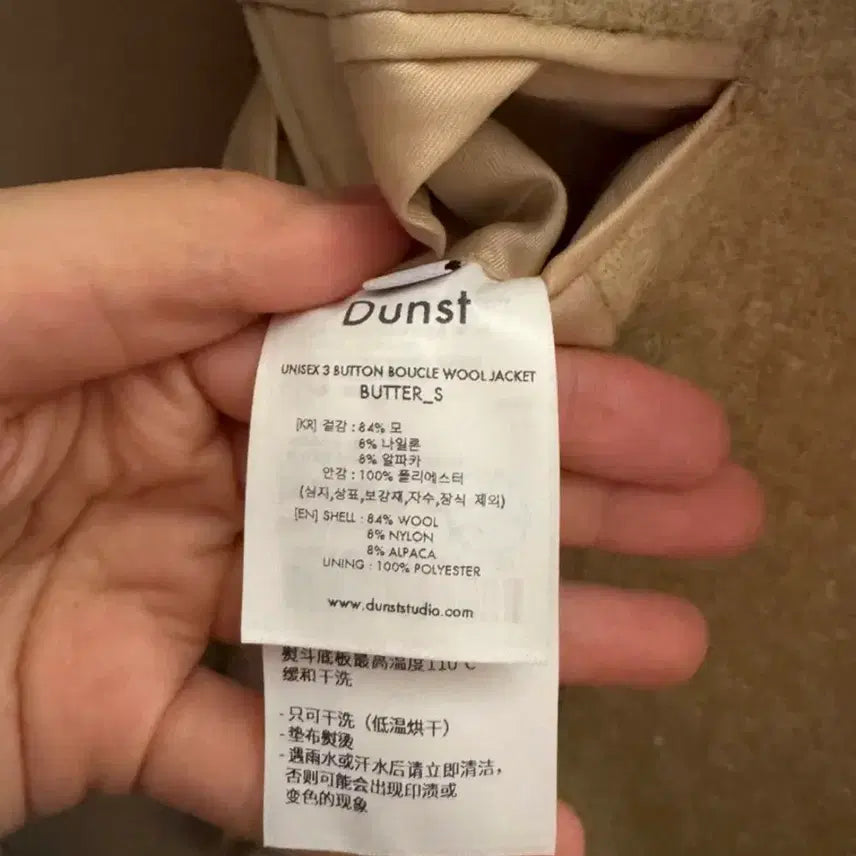 Dunst
UNISEX 3 BUTTON BOUCLE WOOL JACKET
BUTTER_S
[KR] 겉감 : 84% 모
8% 나일론
8% 알파카
안감 : 100% 폴리에스터
(심지,상표,보강재,자수,장식 제외)
[EN] SHELL : 84% WOOL
8% NYLON
8% ALPACA
LINING : 100% POLYESTER
www.dunststudio.com
熨斗底板最高温度110℃
缓和干洗
- 只可干洗（低温烘干）
- 垫布熨烫
- 遇雨水或汗水后请立即清洁，
否则可能会出现印渍或
变色的现象